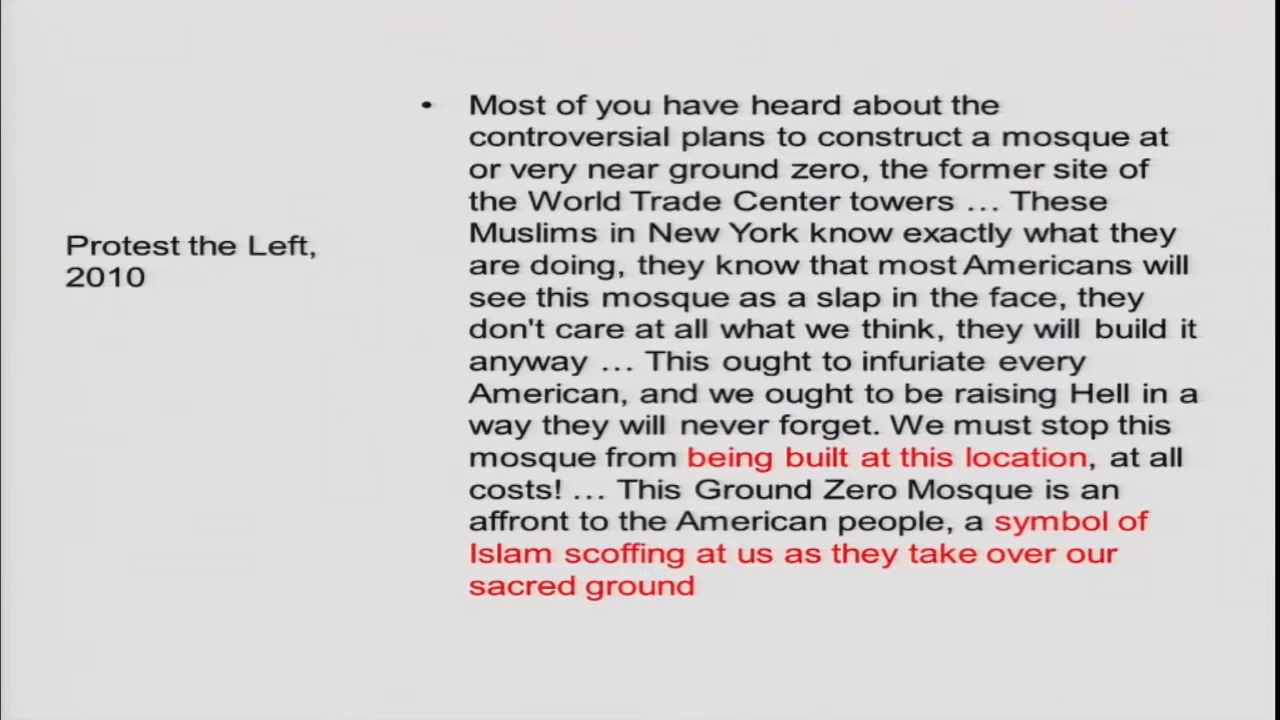 Protest the Left,
2010
• Most of you have heard about the
controversial plans to construct a mosque at
or very near ground zero, the former site of
the World Trade Center towers … These
Muslims in New York know exactly what they
are doing, they know that most Americans will
see this mosque as a slap in the face, they
don't care at all what we think, they will build it
anyway … This ought to infuriate every
American, and we ought to be raising Hell in a
way they will never forget. We must stop this
mosque from being built at this location, at all
costs! … This Ground Zero Mosque is an
affront to the American people, a symbol of
Islam scoffing at us as they take over our
sacred ground